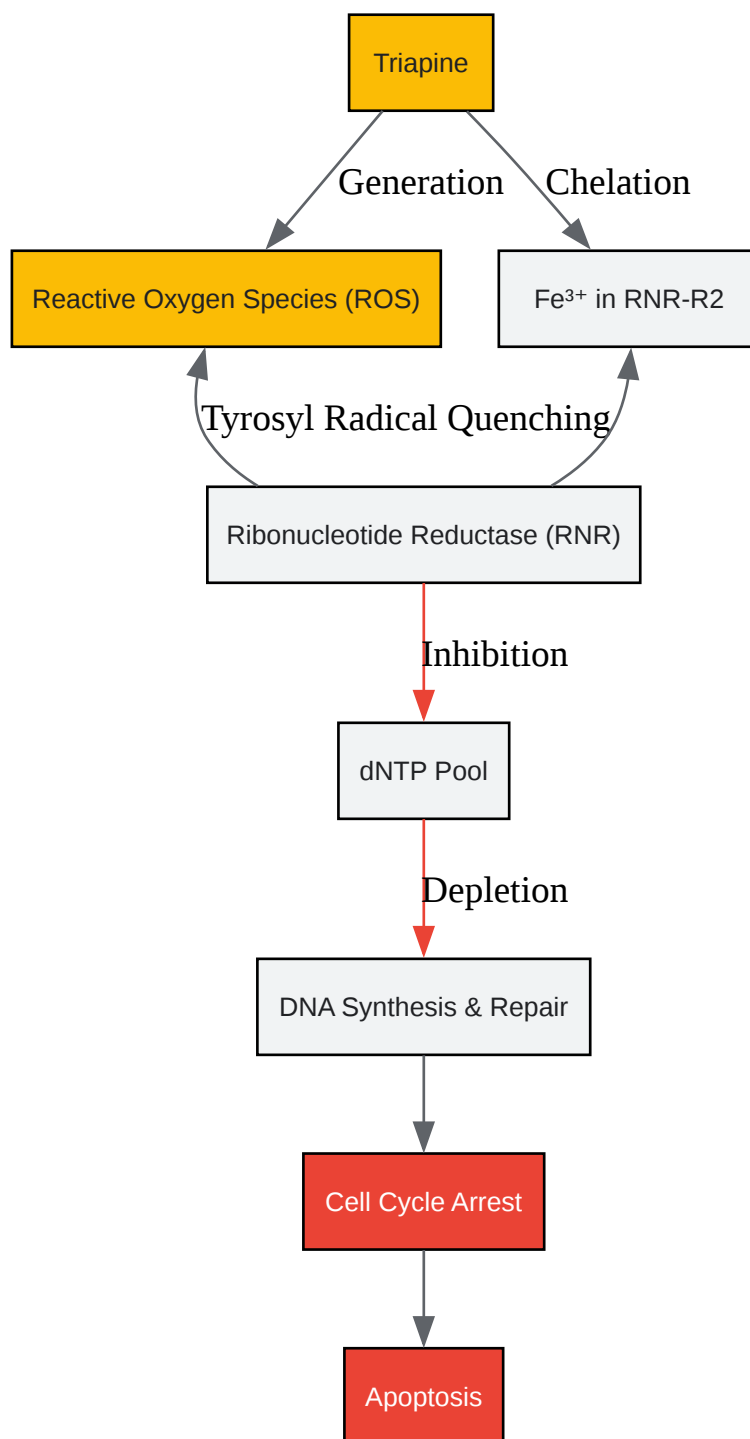 Triapine
Generation
Chelation
Reactive Oxygen Species (ROS)
Fe³⁺ in RNR-R2
Tyrosyl Radical Quenching
Ribonucleotide Reductase (RNR)
Inhibition
dNTP Pool
Depletion
DNA Synthesis & Repair
Cell Cycle Arrest
Apoptosis